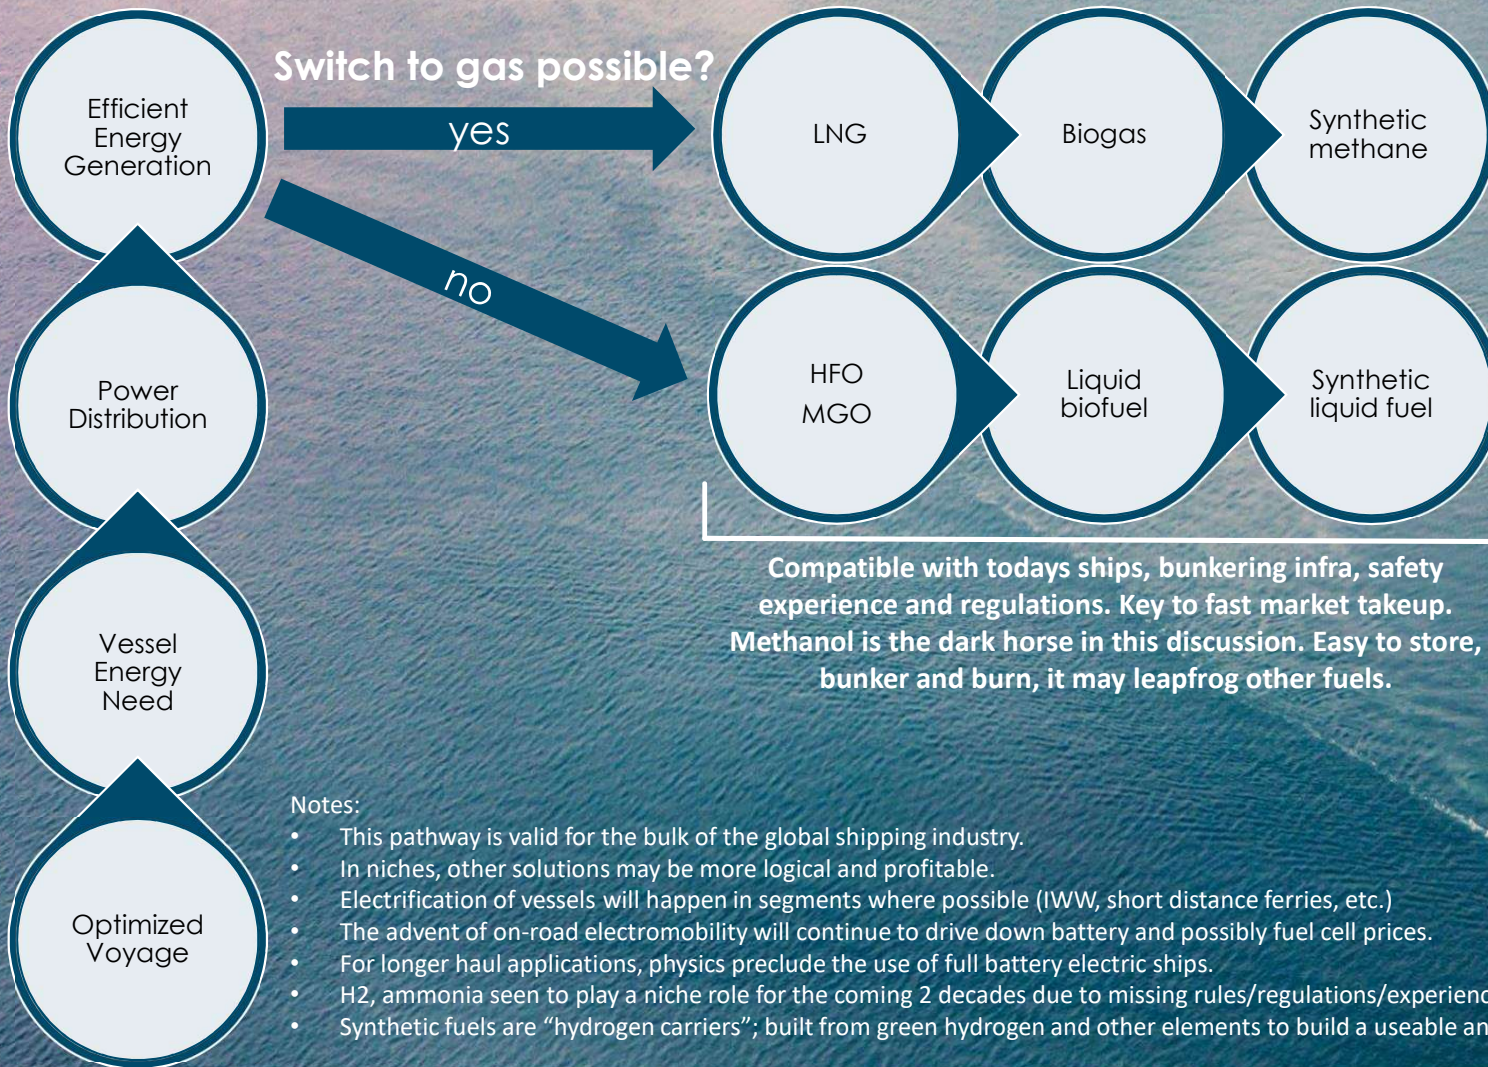 Switch to gas possible?
Efficient
Energy
Generation
yes
LNG
Biogas
Synthetic
methane
no
Power
Distribution
HFO
MGO
Liquid
biofuel
Synthetic
liquid fuel
Compatible with todays ships, bunkering infra, safety
experience and regulations. Key to fast market takeup.
Methanol is the dark horse in this discussion. Easy to store,
bunker and burn, it may leapfrog other fuels.
Vessel
Energy
Need
Optimized
Voyage
Notes:
• This pathway is valid for the bulk of the global shipping industry.
• In niches, other solutions may be more logical and profitable.
• Electrification of vessels will happen in segments where possible (IWW, short distance ferries, etc.)
• The advent of on-road electromobility will continue to drive down battery and possibly fuel cell prices.
• For longer haul applications, physics preclude the use of full battery electric ships.
• H2, ammonia seen to play a niche role for the coming 2 decades due to missing rules/regulations/experienc
• Synthetic fuels are “hydrogen carriers”; built from green hydrogen and other elements to build a useable an